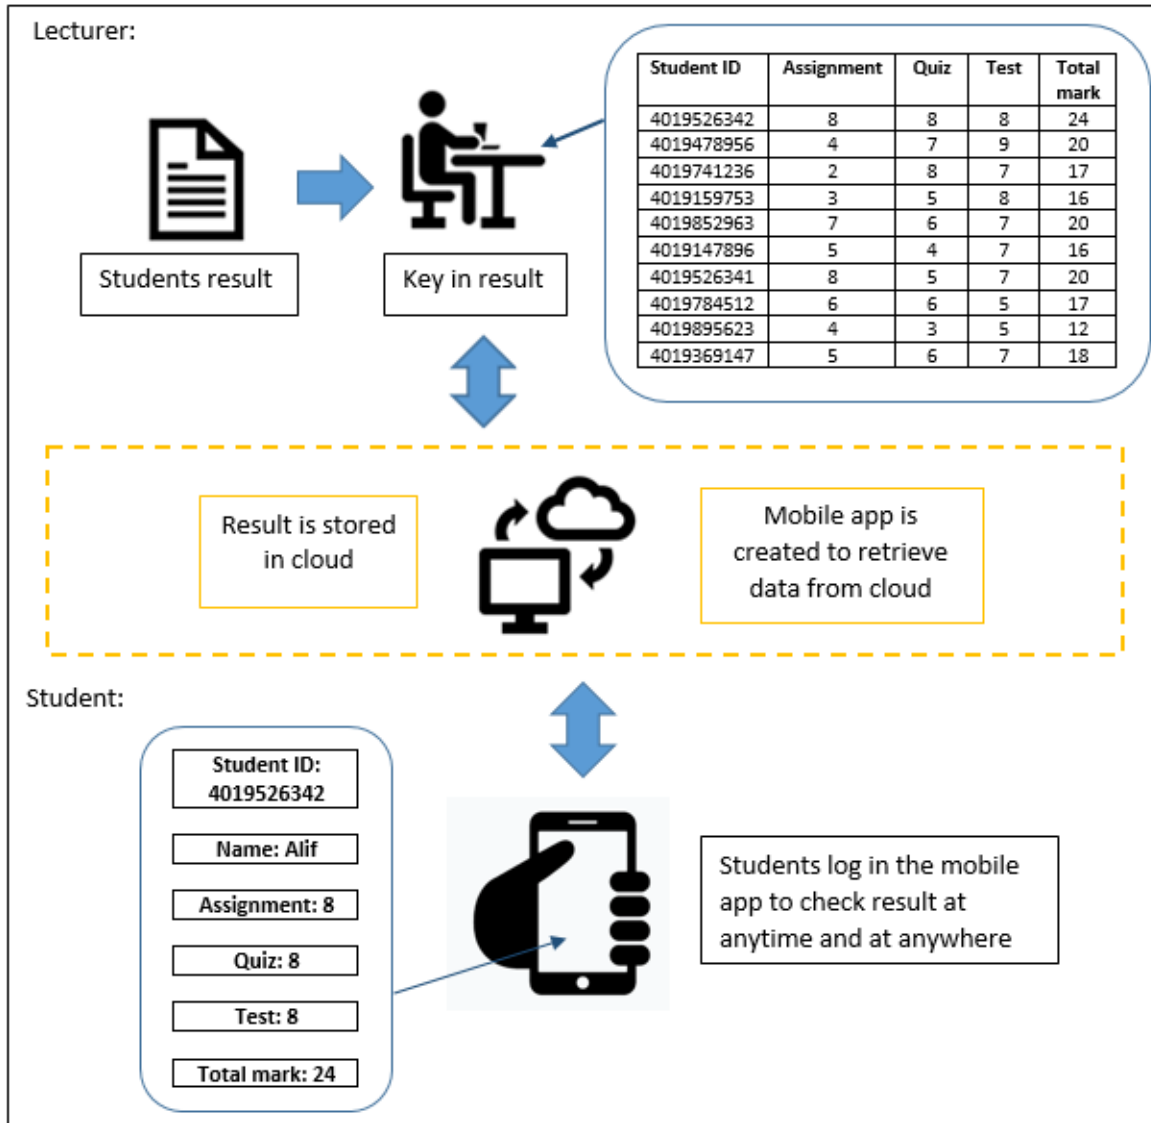 Lecturer:
Student ID Assignment Quiz Test Total
mark
4019526342 8 8 8 24
4019478956 4 7 9 20
4019741236 2 8 7 17
4019159753 3 5 8 16
4019852963 7 6 7 20
4019147896 5 4 7 16
4019526341 8 5 7 20
4019784512 6 6 5 17
4019895623 4 3 5 12
4019369147 5 6 7 18
Students result
Key in result
Result is stored
in cloud
Mobile app is
created to retrieve
data from cloud
Student:
Student ID:
4019526342
Name: Alif
Assignment: 8
Quiz: 8
Test: 8
Total mark: 24
Students log in the mobile
app to check result at
anytime and at anywhere